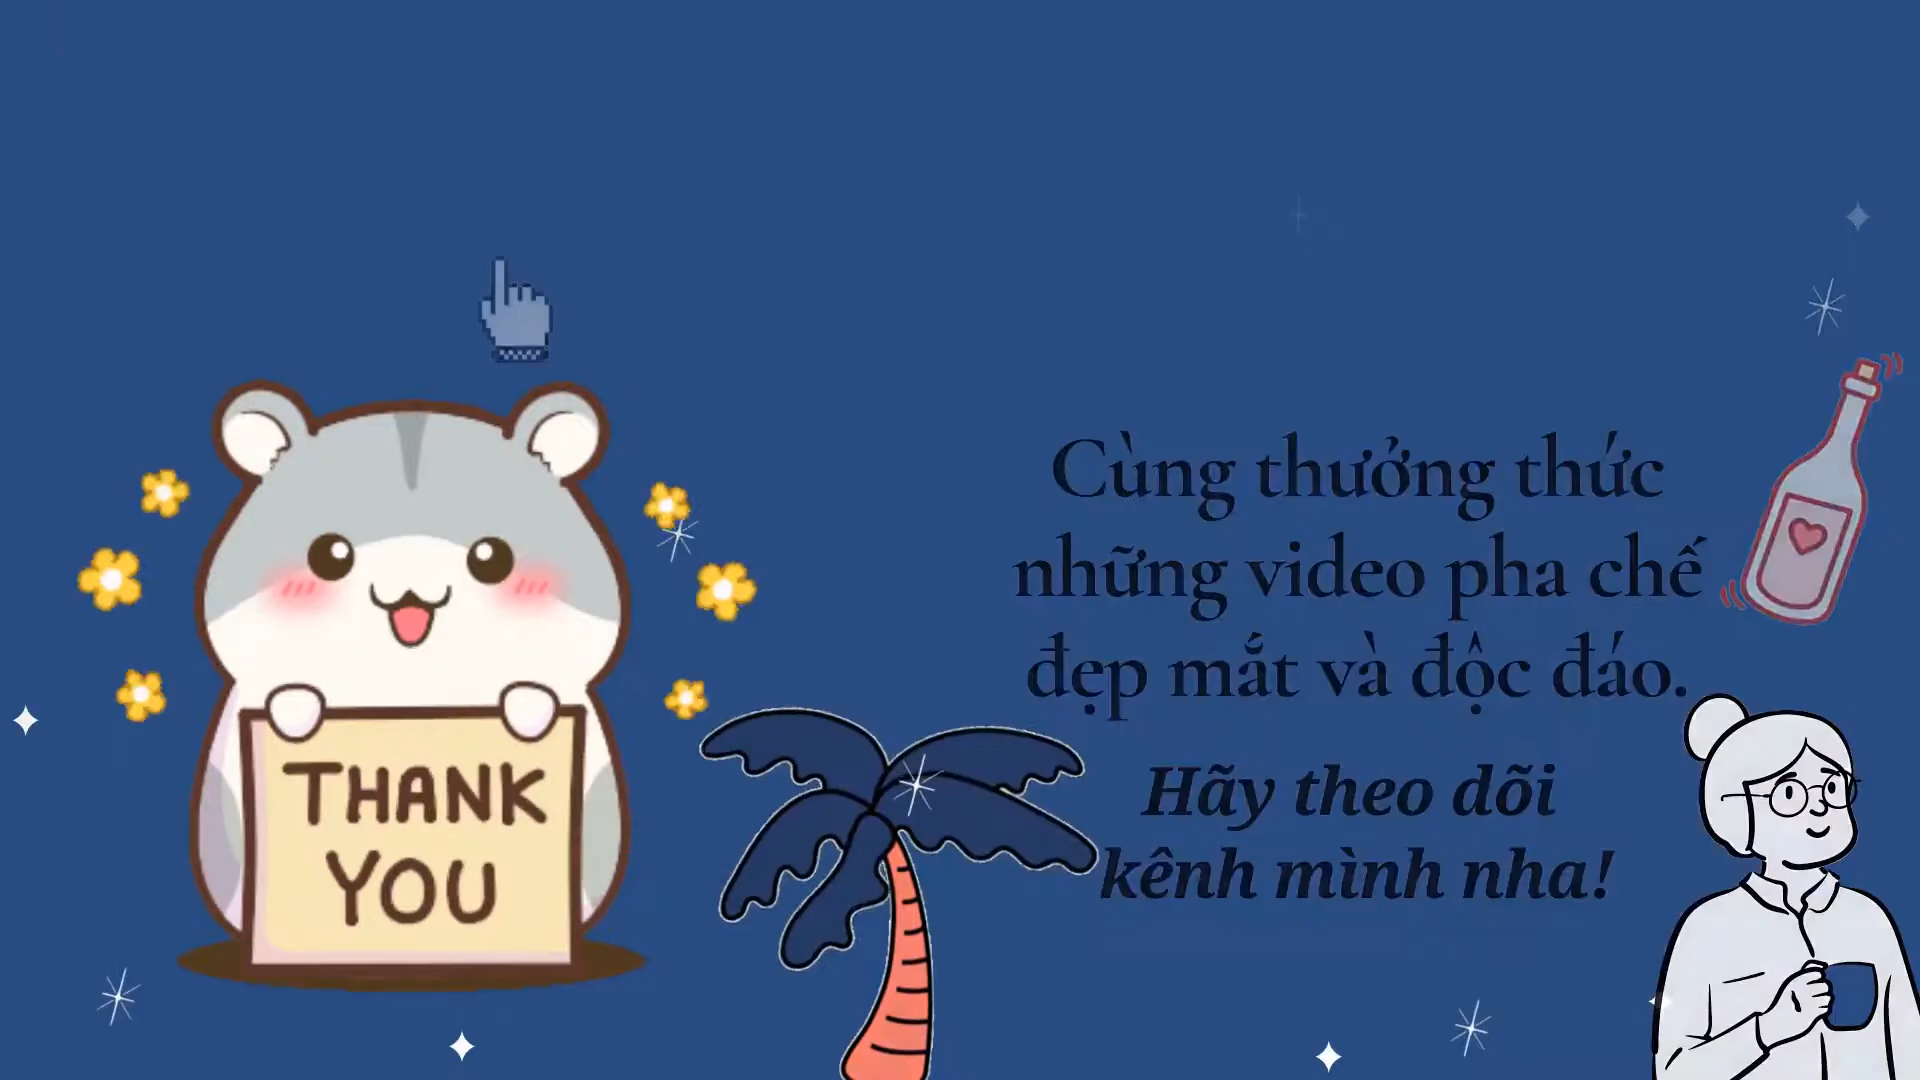 Cùng thưởng thức
những video pha chế
đẹp mắt và độc đáo.
Hãy theo dõi
kênh mình nha!
THANK
YOU